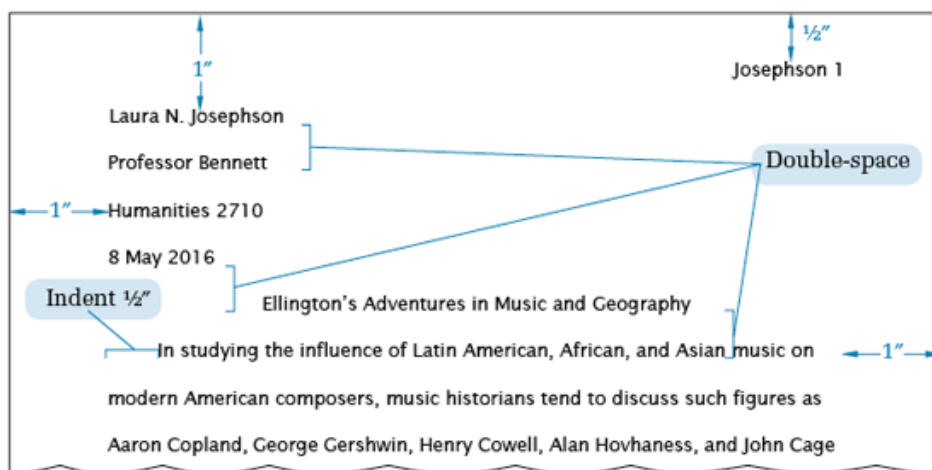 ½″
1″
Josephson 1
Laura N. Josephson
Professor Bennett
Double-space
1″
Humanities 2710
8 May 2016
Indent ½″
Ellington’s Adventures in Music and Geography
In studying the influence of Latin American, African, and Asian music on
1″
modern American composers, music historians tend to discuss such figures as
Aaron Copland, George Gershwin, Henry Cowell, Alan Hovhaness, and John Cage